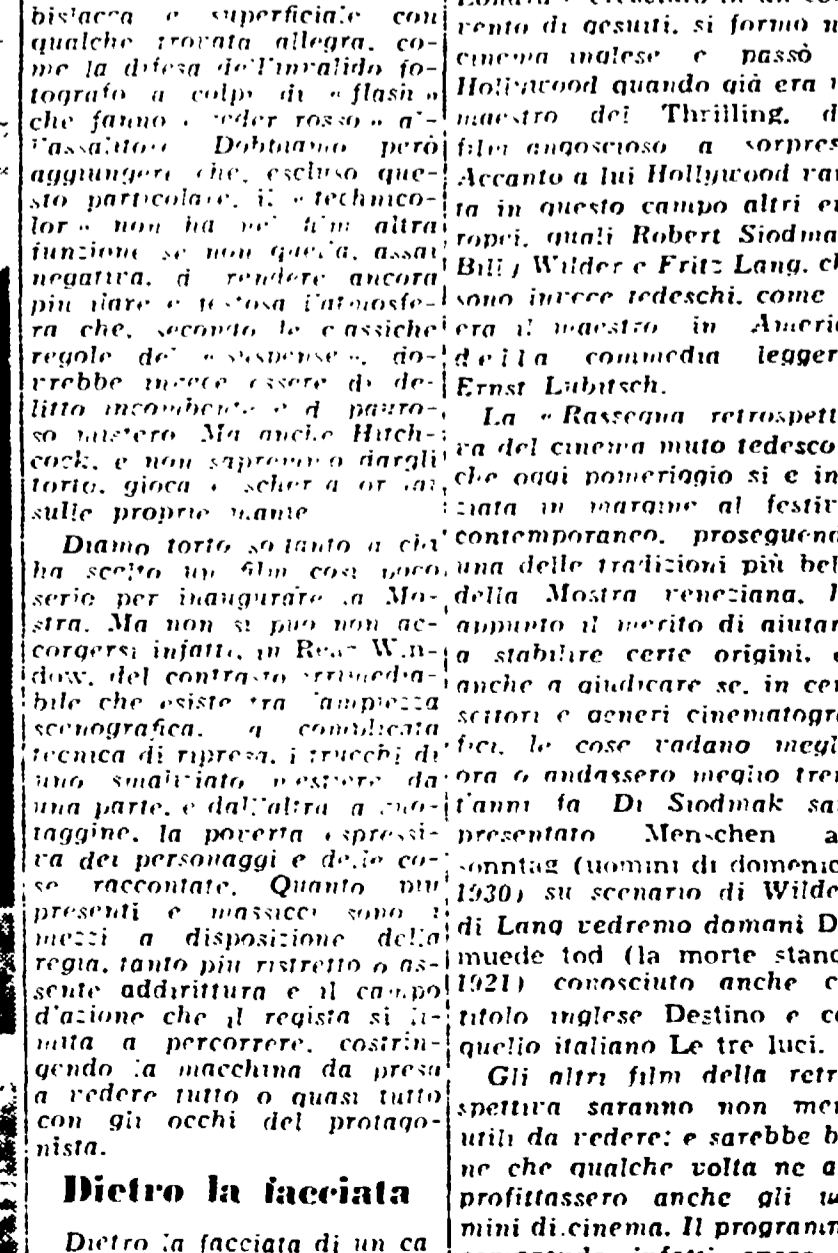 bislacca e superficiale con
qualche trovata allegra, co-
me la difesa dell'invalido fo-
tografo a colpi di « flash »
che fanno veder rosso » al-
l'assalitore Dobbiamo però
aggiungere che, escluso que-
sto particolare, il « technico-
lor » non ha nel film altra
funzione se non quella, assai
negativa, di rendere ancora
più e l'atmosfe-
ra che, secondo le classiche
regole del « suspense », do-
vrebbe invece essere di de-
litto incombente e di pauro-
so mistero Ma anche Hitch-
cock, e non sapremmo dargli
torto, gioca e scherza ormai
sulle proprie manie
Diamo torto soltanto a chi
ha scelto un film così poco
serio per inaugurare la Mo-
stra. Ma non si può non ac-
corgersi infatti, in Rear Win-
dow, del contrasto irrimedia-
bile che esiste tra l'ampiezza
scenografica, la complicata
tecnica di ripresa, i trucchi di
uno smaliziato mestiere da
una parte, e dall'altra la
taggine, la povertà espressi-
va dei personaggi e delle co-
se raccontate. Quanto più
presenti e massicci sono i
mezzi a disposizione della
regia, tanto più ristretto o as-
sente addirittura è il campo
d'azione che il regista si li-
mita a percorrere, costrin-
gendo la macchina da presa
a vedere tutto o quasi tutto
con gli occhi del protago-
nista.
Dietro la facciata
Dietro la facciata di un ca
vento di gesuiti, si formò n
cinema inglese e passò
Hollywood quando già era
maestro dei Thrilling, d
film angoscioso a sorpres
Accanto a lui Hollywood van
ta in questo campo altri eu
ropei, quali Robert Siodma
Billy Wilder e Fritz Lang, ch
sono invece tedeschi, come
era il maestro in Americ
della commedia legger
Ernst Lubitsch.
La « Rassegna retrospetti
va del cinema muto tedesco
che oggi pomeriggio si è in
ziata in margine al festiv
contemporaneo, proseguend
una delle tradizioni più bel
della Mostra veneziana,
appunto il merito di aiutar
a stabilire certe origini, e
anche a giudicare se, in cer
scitori e generi cinematogra
fici, le cose vadano megl
ora o andassero meglio tren
t'anni fa Di Siodmak sa
presentato Menschen a
sonntag (uomini di domenic
1930) su scenario di Wilde
di Lang vedremo domani D
muede tod (la morte stanc
1921) conosciuto anche c
titolo inglese Destino e co
quello italiano Le tre luci.
Gli altri film della retr
spettiva saranno non men
utili da vedere: e sarebbe b
ne che qualche volta ne a
profittassero anche gli u
mini di cinema. Il programm